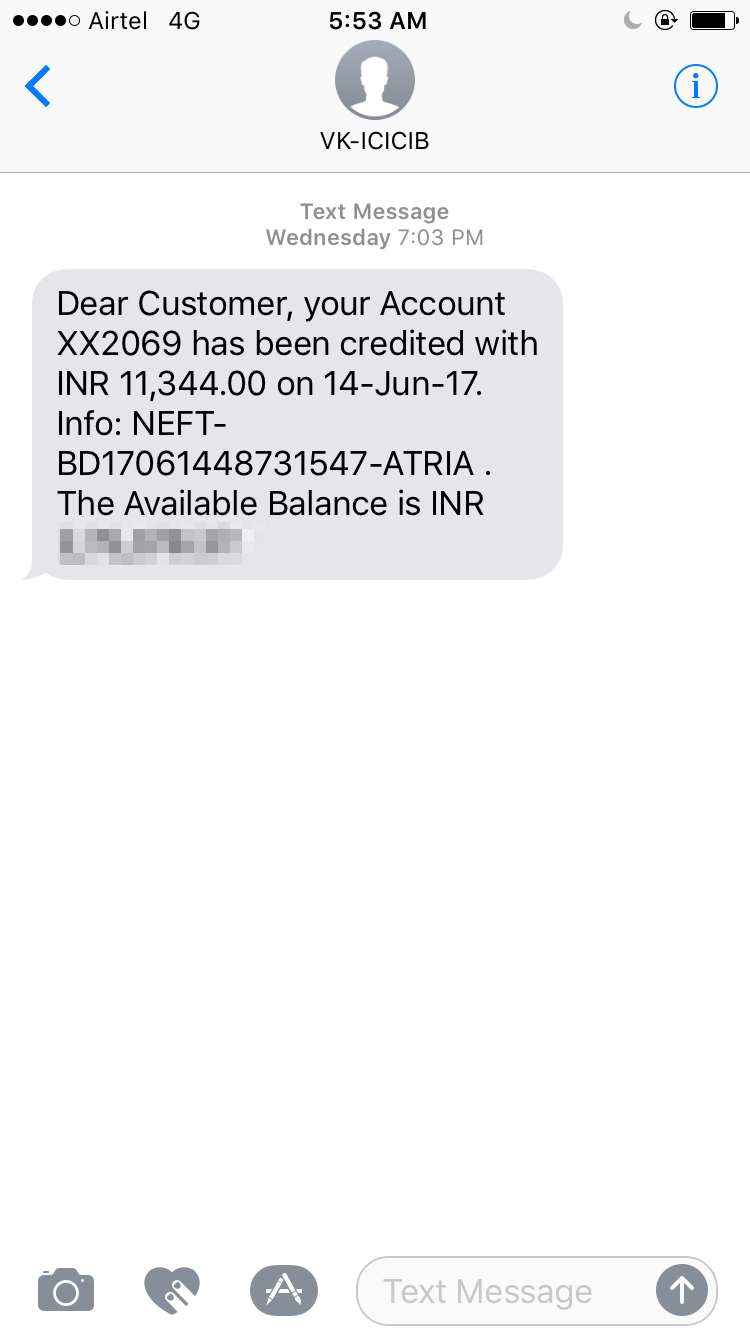 Airtel 4G 5:53 AM
VK-ICICIB
Text Message
Wednesday 7:03 PM
Dear Customer, your Account
XX2069 has been credited with
INR 11,344.00 on 14-Jun-17.
Info: NEFT-
BD17061448731547-ATRIA .
The Available Balance is INR
Text Message